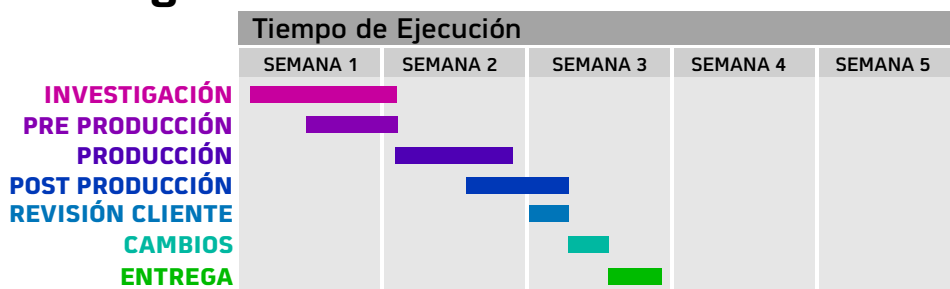 Tiempo de Ejecución
SEMANA 1 SEMANA 2 SEMANA 3 SEMANA 4 SEMANA 5
INVESTIGACIÓN
PRE PRODUCCIÓN
PRODUCCIÓN
POST PRODUCCIÓN
REVISIÓN CLIENTE
CAMBIOS
ENTREGA